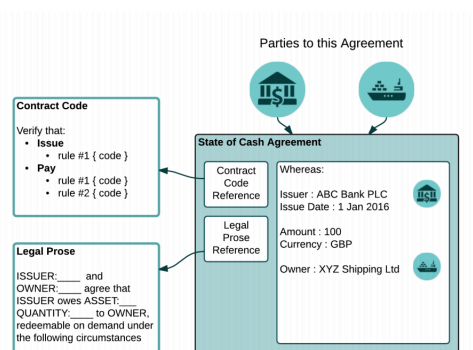 Parties to this Agreement
Contract Code
Verify that:
• Issue
• rule #1 { code }
• Pay
• rule #1 { code }
• rule #2 { code }
Legal Prose
ISSUER:____ and
OWNER:____ agree that
ISSUER owes ASSET:___
QUANTITY:____ to OWNER,
redeemable on demand under
the following circumstances
State of Cash Agreement
Contract
Code
Reference
Legal
Prose
Reference
Whereas:
Issuer : ABC Bank PLC
Issue Date : 1 Jan 2016
Amount : 100
Currency : GBP
Owner : XYZ Shipping Ltd